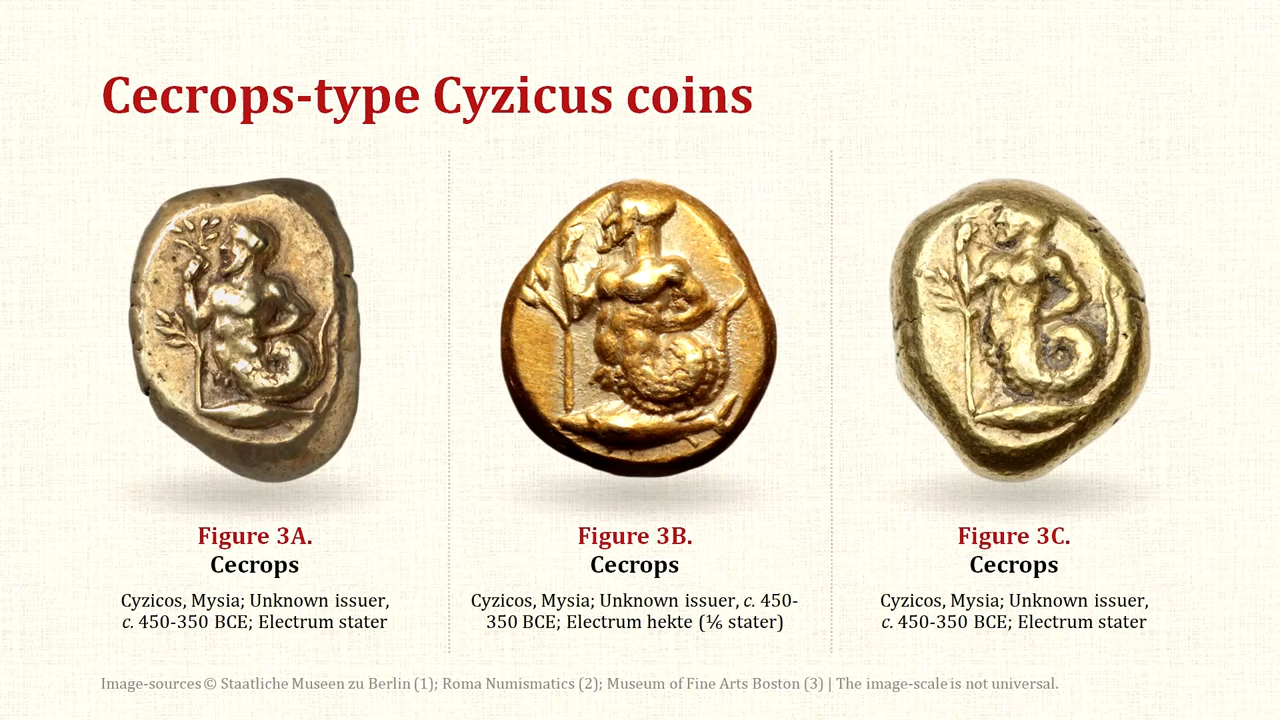 Cecrops-type Cyzicus coins
Figure 3A.
Cecrops
Cyzicos, Mysia; Unknown issuer,
c. 450-350 BCE; Electrum stater
Figure 3B.
Cecrops
Cyzicos, Mysia; Unknown issuer, c. 450-
350 BCE; Electrum hekte (⅙ stater)
Figure 3C.
Cecrops
Cyzicos, Mysia; Unknown issuer,
c. 450-350 BCE; Electrum stater
Image-sources © Staatliche Museen zu Berlin (1); Roma Numismatics (2); Museum of Fine Arts Boston (3) | The image-scale is not universal.